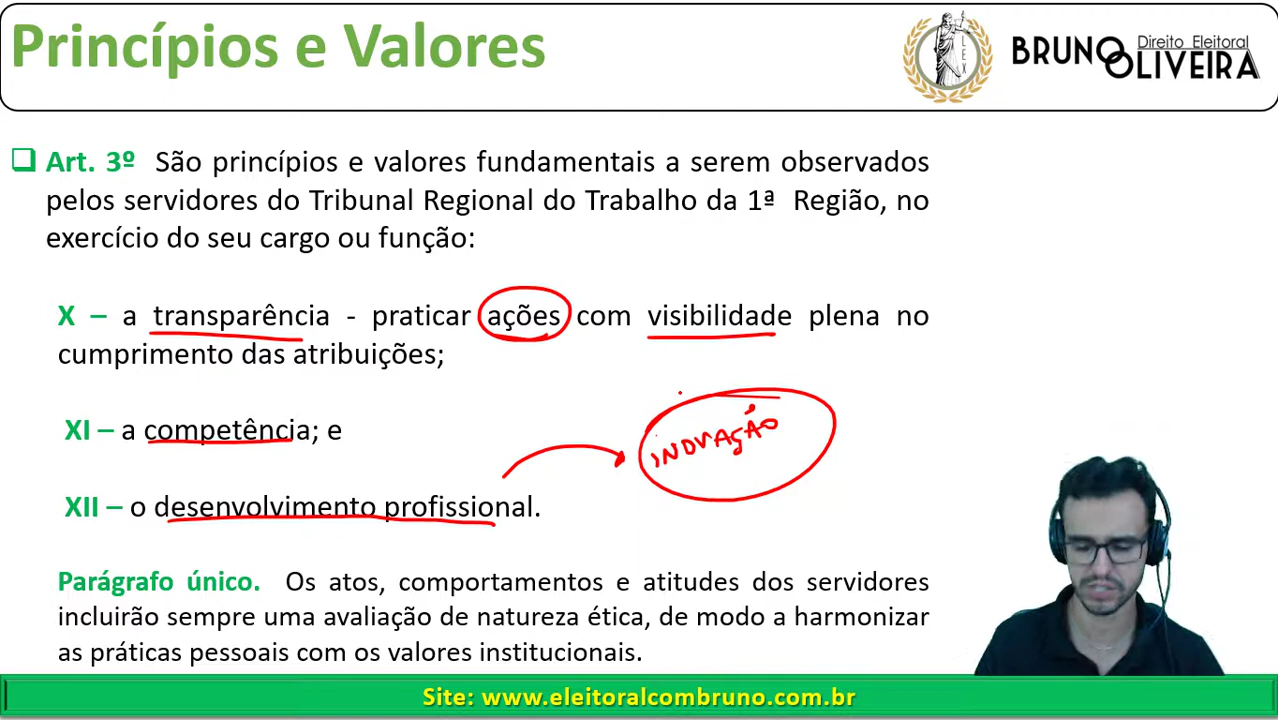 Princípios e Valores
BRUNO OLIVEIRA
Direito Eleitoral
LEX
Art. 3º São princípios e valores fundamentais a serem observados
pelos servidores do Tribunal Regional do Trabalho da 1ª Região, no
exercício do seu cargo ou função:
X – a transparência - praticar ações com visibilidade plena no
cumprimento das atribuições;
XI – a competência; e
INOVAÇÃO
XII – o desenvolvimento profissional.
Parágrafo único. Os atos, comportamentos e atitudes dos servidores
incluirão sempre uma avaliação de natureza ética, de modo a harmonizar
as práticas pessoais com os valores institucionais.
Site: www.eleitoralcombruno.com.br